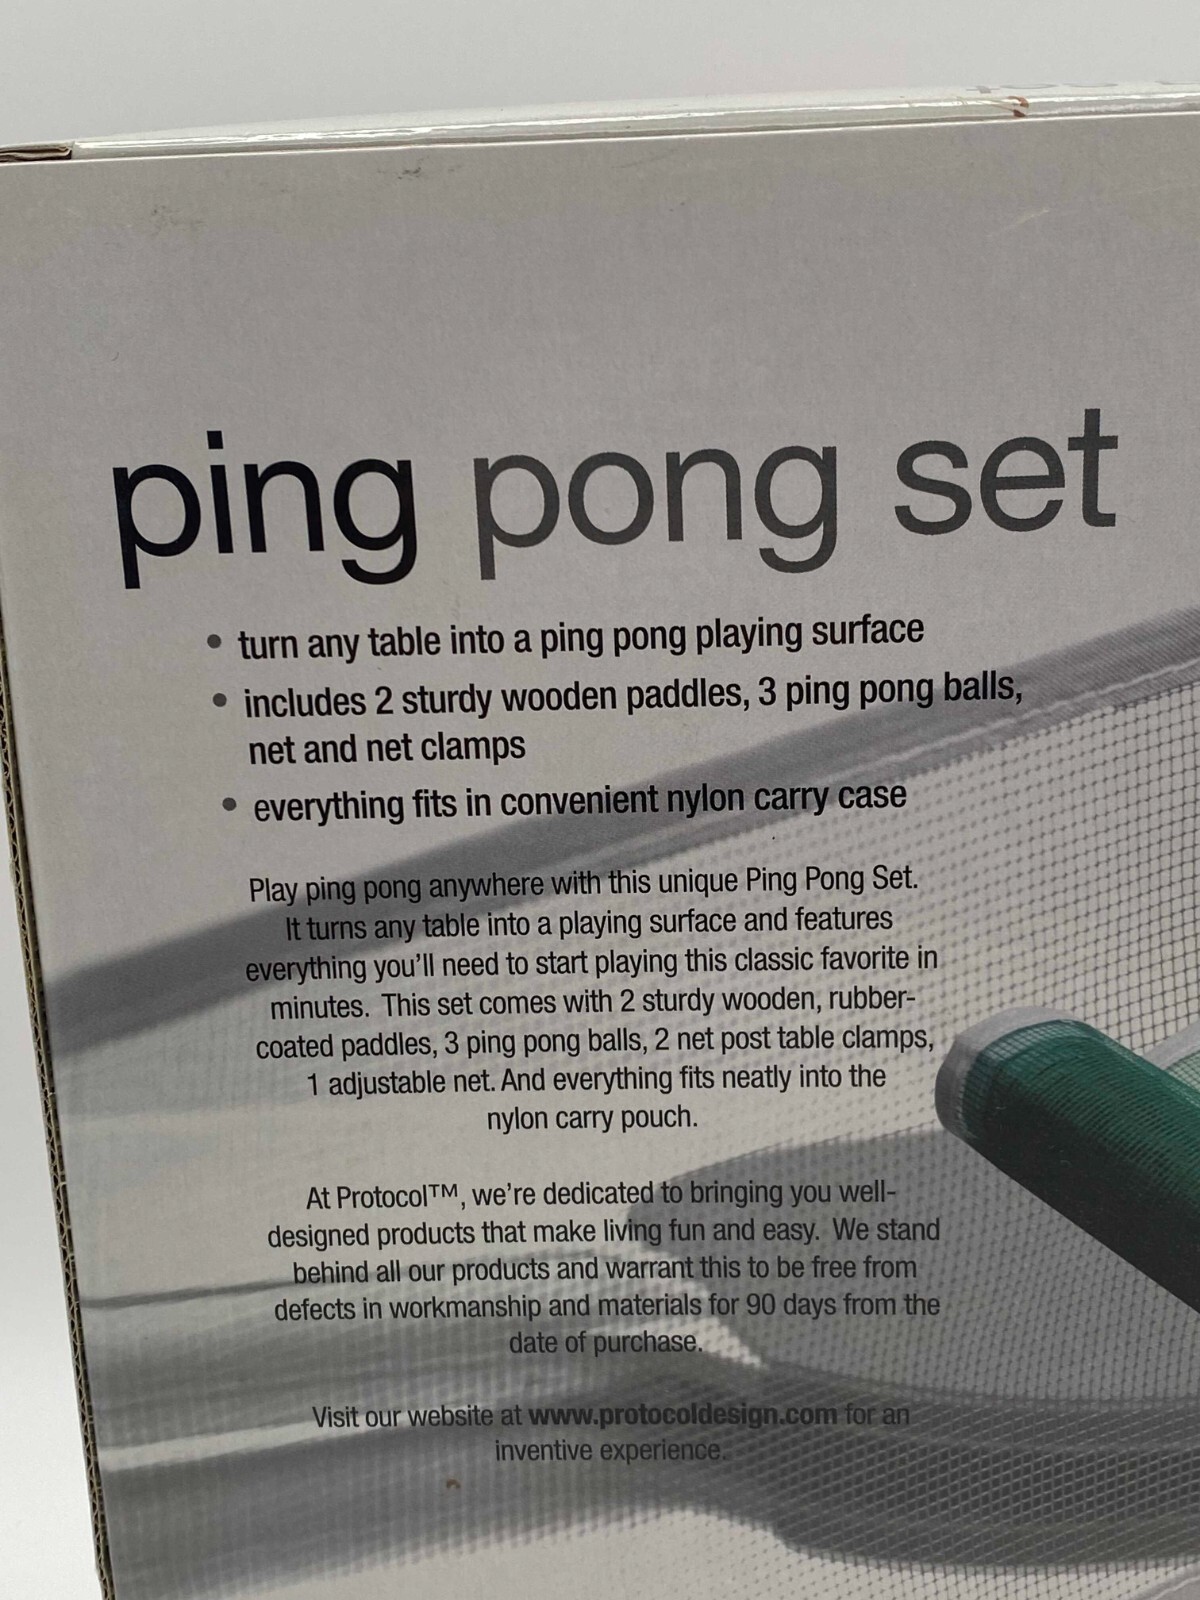 ping pong set
• turn any table into a ping pong playing surface
• includes 2 sturdy wooden paddles, 3 ping pong balls,
net and net clamps
• everything fits in convenient nylon carry case
Play ping pong anywhere with this unique Ping Pong Set.
It turns any table into a playing surface and features
everything you'll need to start playing this classic favorite in
minutes. This set comes with 2 sturdy wooden, rubber-
coated paddles, 3 ping pong balls, 2 net post table clamps,
1 adjustable net. And everything fits neatly into the
nylon carry pouch.
At Protocol™, we're dedicated to bringing you well-
designed products that make living fun and easy. We stand
behind all our products and warrant this to be free from
defects in workmanship and materials for 90 days from the
date of purchase.
Visit our website at www.protocoldesign.com for an
inventive experience.